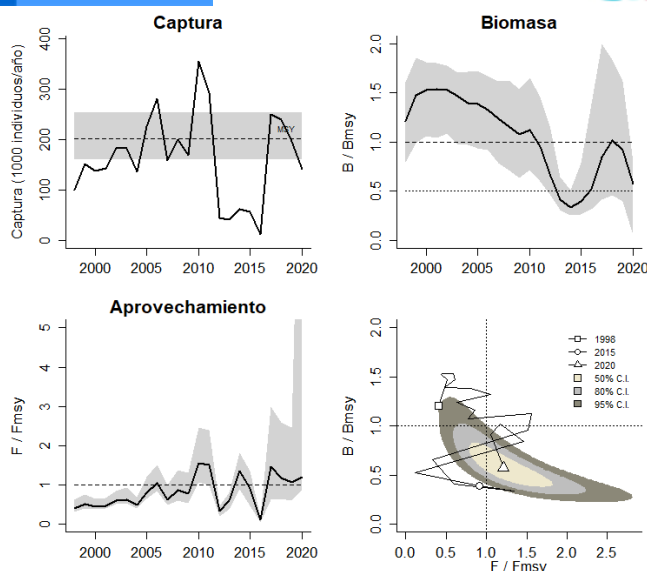 Captura
Captura (1000 individuos/año)
0 100 200 300 400
MSY
2000 2005 2010 2015 2020
Biomasa
B / Bmsy
0.0 0.5 1.0 1.5 2.0
2000 2005 2010 2015 2020
Aprovechamiento
F / Fmsy
0 1 2 3 4 5
2000 2005 2010 2015 2020
B / Bmsy
0.0 0.5 1.0 1.5 2.0
1998
2015
2020
50% C.I.
80% C.I.
95% C.I.
0.0 0.5 1.0 1.5 2.0 2.5
F / Fmsy